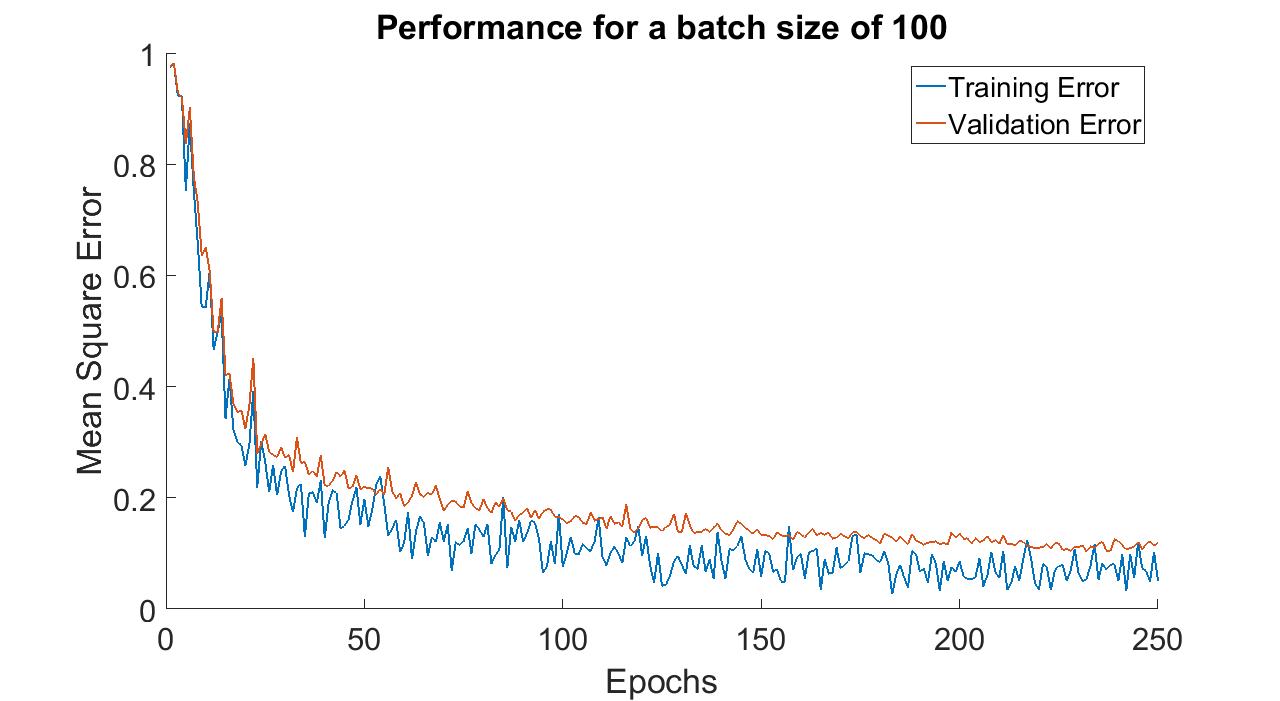 Performance for a batch size of 100
Training Error
Validation Error
Mean Square Error
1
0.8
0.6
0.4
0.2
0
0 50 100 150 200 250
Epochs